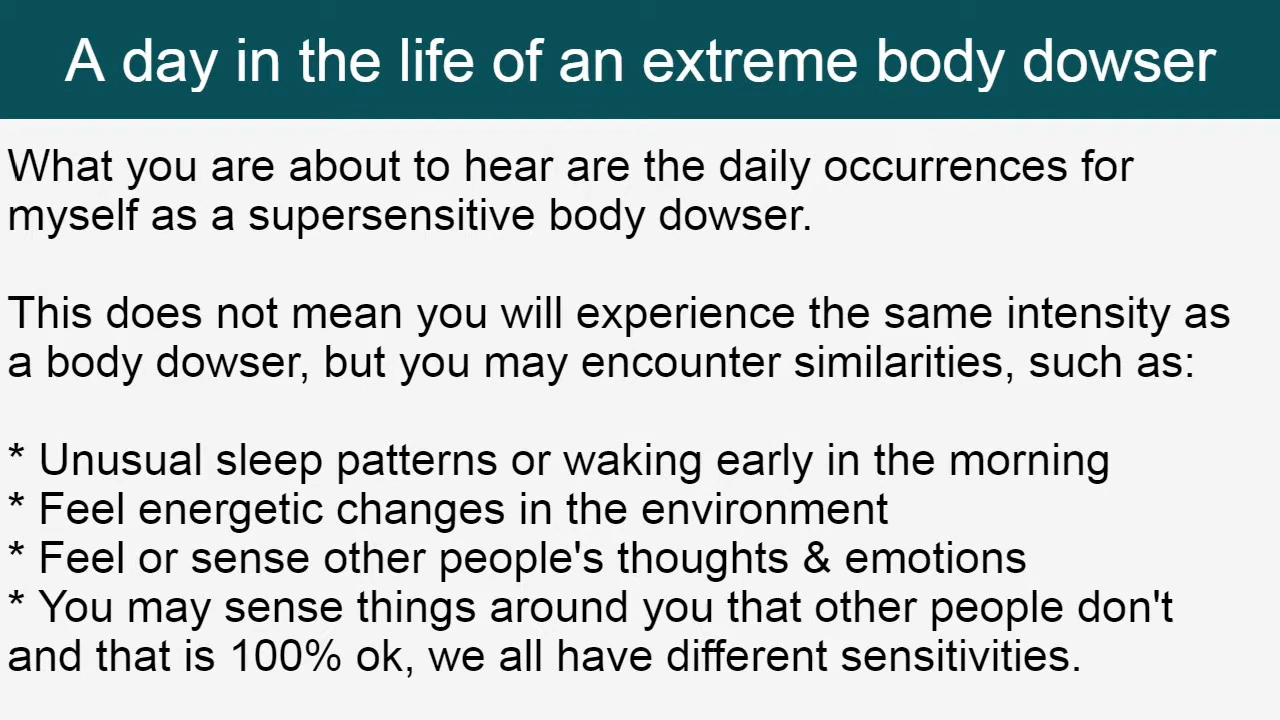 A day in the life of an extreme body dowser
What you are about to hear are the daily occurrences for
myself as a supersensitive body dowser.
This does not mean you will experience the same intensity as
a body dowser, but you may encounter similarities, such as:
* Unusual sleep patterns or waking early in the morning
* Feel energetic changes in the environment
* Feel or sense other people's thoughts & emotions
* You may sense things around you that other people don't
and that is 100% ok, we all have different sensitivities.